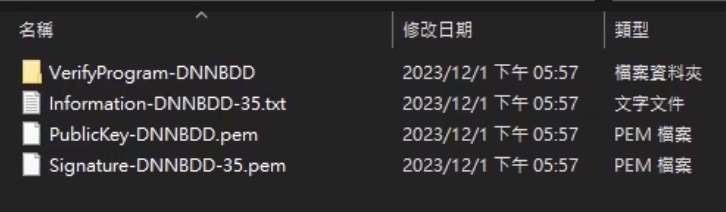 名稱 修改日期 類型
VerifyProgram-DNNBDD 2023/12/1 下午 05:57 檔案資料夾
Information-DNNBDD-35.txt 2023/12/1 下午 05:57 文字文件
PublicKey-DNNBDD.pem 2023/12/1 下午 05:57 PEM 檔案
Signature-DNNBDD-35.pem 2023/12/1 下午 05:57 PEM 檔案